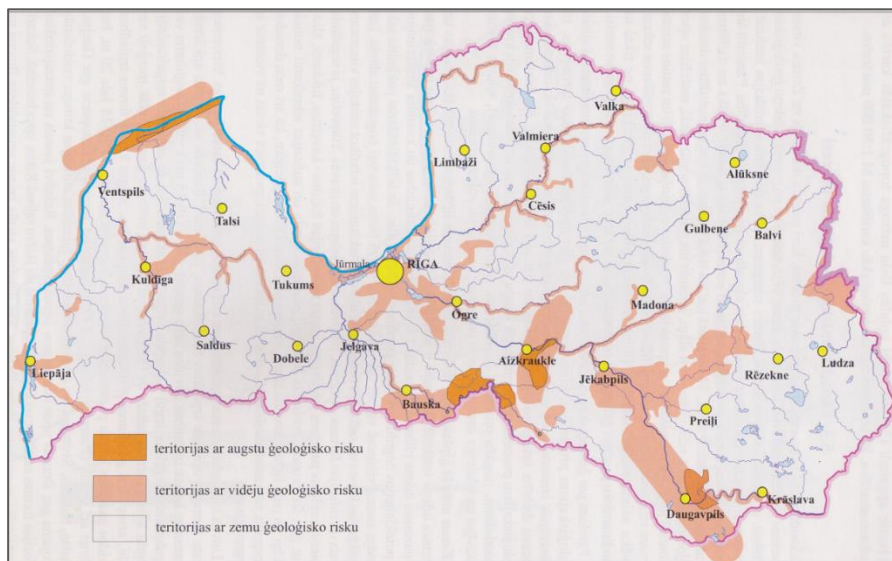 Valka
Valmiera
Limbaži
Alūksne
Ventspils
Cēsis
Talsi
Gulbene
Balvi
Jūrmala
RĪGA
Kuldīga
Tukums
Madona
Ogre
Saldus
Dobele
Jelgava
Aizkraukle
Liepāja
Jēkabpils
Rēzekne
Ludza
Bauska
Preiļi
teritorijas ar augstu ģeoloģisko risku
teritorijas ar vidēju ģeoloģisko risku
Krāslava
Daugavpils
teritorijas ar zemu ģeoloģisko risku